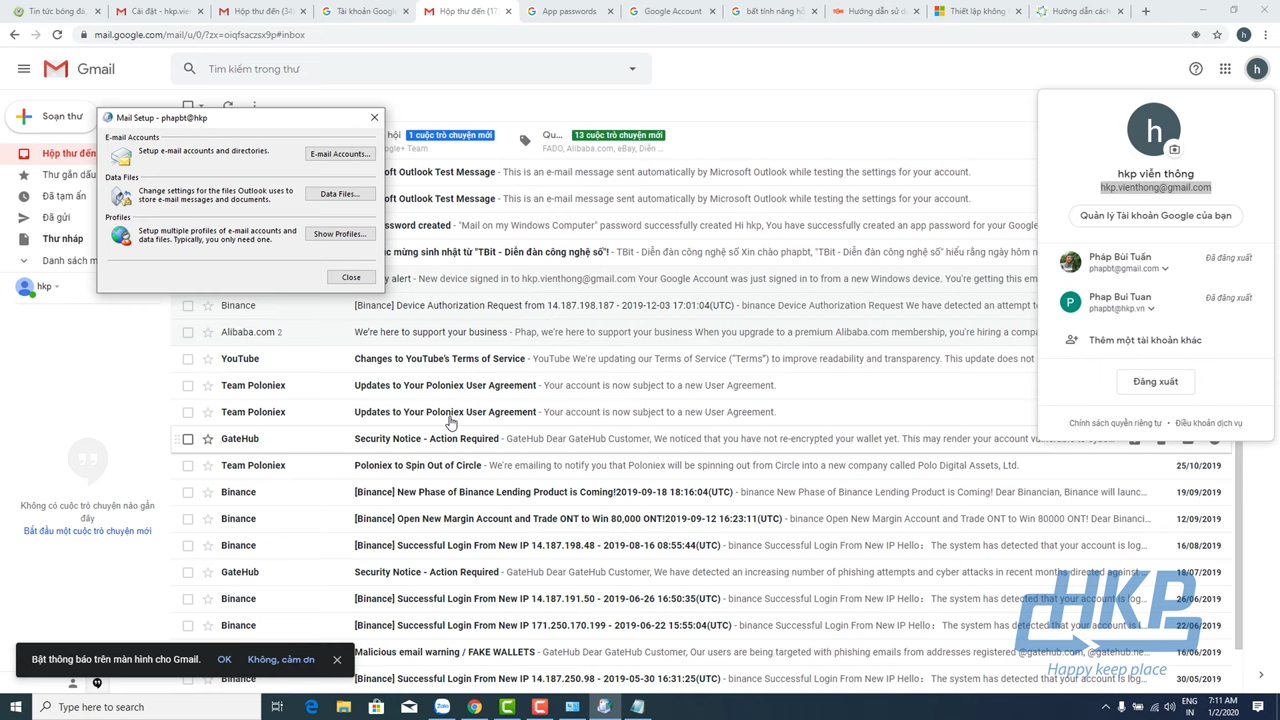 Tin tức bóng đá,
Cài đặt - hkp.vien
Hộp thư đến (34
Tài khoản Google
Hộp thư đến (17
App passwords
Google Account
bất tính năng hỗ
Hướng dẫn sử d
Thiết lập không
Hướng dẫn cách
mail.google.com/mail/u/0/?zx=oiqfsaczsx9p#inbox
h
Gmail
Tìm kiếm trong thư
h
Soạn thư
Hộp thư đến
Thư gắn dấu
Đã tạm ẩn
Đã gửi
Thư nháp
Danh sách m
hkp
Mail Setup - phapbt@hkp
E-mail Accounts
Setup e-mail accounts and directories.
E-mail Accounts...
Data Files
Change settings for the files Outlook uses to
store e-mail messages and documents.
Data Files...
Profiles
Setup multiple profiles of e-mail accounts and
data files. Typically, you only need one.
Show Profiles...
Close
hội
1 cuộc trò chuyện mới
Google+ Team
Qu...
13 cuộc trò chuyện mới
FADO, Alibaba.com, eBay, Diễn ...
oft Outlook Test Message - This is an e-mail message sent automatically by Microsoft Outlook while testing the settings for your account.
oft Outlook Test Message - This is an e-mail message sent automatically by Microsoft Outlook while testing the settings for your account.
ssword created - "Mail on my Windows Computer" password successfully created Hi hkp, You have successfully created an app password for your G
c mừng sinh nhật từ "TBit - Diễn đàn công nghệ số"! - TBit - Diễn đàn công nghệ số Xin chào phapbt, "TBit - Diễn đàn công nghệ số" hiểu rằng ngày hôm n
y alert - New device signed in to hkp.vienthong@gmail.com Your Google Account was just signed in to from a new Windows device. You're getting this em
Binance
[Binance] Device Authorization Request from 14.187.198.187 - 2019-12-03 17:01:04(UTC) - binance Device Authorization Request We have detected an attempt t
Alibaba.com 2
We're here to support your business - Phap, we're here to support your business When you upgrade to a premium Alibaba.com membership, you're hiring a comp
YouTube
Changes to YouTube's Terms of Service - YouTube We're updating our Terms of Service ("Terms") to improve readability and transparency. This update does not
Team Poloniex
Updates to Your Poloniex User Agreement - Your account is now subject to a new User Agreement.
Team Poloniex
Updates to Your Poloniex User Agreement - Your account is now subject to a new User Agreement.
GateHub
Security Notice - Action Required - GateHub Dear GateHub Customer, We noticed that you have not re-encrypted your wallet yet. This may render your account
Team Poloniex
Poloniex to Spin Out of Circle - We're emailing to notify you that Poloniex will be spinning out from Circle into a new company called Polo Digital Assets, Ltd.
25/10/2019
Binance
[Binance] New Phase of Binance Lending Product is Coming!2019-09-18 18:16:04(UTC) - binance New Phase of Binance Lending Product is Coming! Dear Binancian, Binance will launc...
19/09/2019
Binance
[Binance] Open New Margin Account and Trade ONT to Win 80,000 ONT!2019-09-12 16:23:11(UTC) - binance Open New Margin Account and Trade ONT to Win 80000 ONT! Dear Binanci...
12/09/2019
Binance
[Binance] Successful Login From New IP 14.187.198.48 - 2019-08-16 08:55:44(UTC) - binance Successful Login From New IP Hello : The system has detected that your account is log...
16/08/2019
GateHub
Security Notice - Action Required - GateHub Dear GateHub Customer, We have detected an increasing number of phishing attempts and cyber attacks in recent months directed against
18/07/2019
Binance
[Binance] Successful Login From New IP 14.187.191.50 - 2019-06-26 16:50:35(UTC) - binance Successful Login From New IP Hello : The system has detected that your account is
26/06/2019
Binance
[Binance] Successful Login From New IP 171.250.170.199 - 2019-06-22 15:55:04(UTC) - binance Successful Login From New IP Hello : The system has detected that your account
22/06/2019
Malicious email warning / FAKE WALLETS - GateHub Dear GateHub Customer, Our users are being targeted with phishing emails from addresses registered @gatehub.com, @gatehub.ne
04/06/2019
[Binance] Successful Login From New IP 14.187.250.98 - 2019-05-30 16:31:25(UTC) - binance Successful Login From New IP Hello : The system has detected that your account is log...
30/05/2019
h
hkp viễn thông
hkp.vienthong@gmail.com
Quản lý Tài khoản Google của bạn
Pháp Bùi Tuấn
phapbt@gmail.com
Đã đăng xuất
P
Phap Bui Tuan
phapbt@hkp.vn
Đã đăng xuất
Thêm một tài khoản khác
Đăng xuất
Chính sách quyền riêng tư • Điều khoản dịch vụ
Không có cuộc trò chuyện nào gần
đây
Bắt đầu một cuộc trò chuyện mới
Bật thông báo trên màn hình cho Gmail.
OK
Không, cảm ơn
HKP
Happy keep place
Type here to search
ENG
IN
7:11 AM
1/2/2020